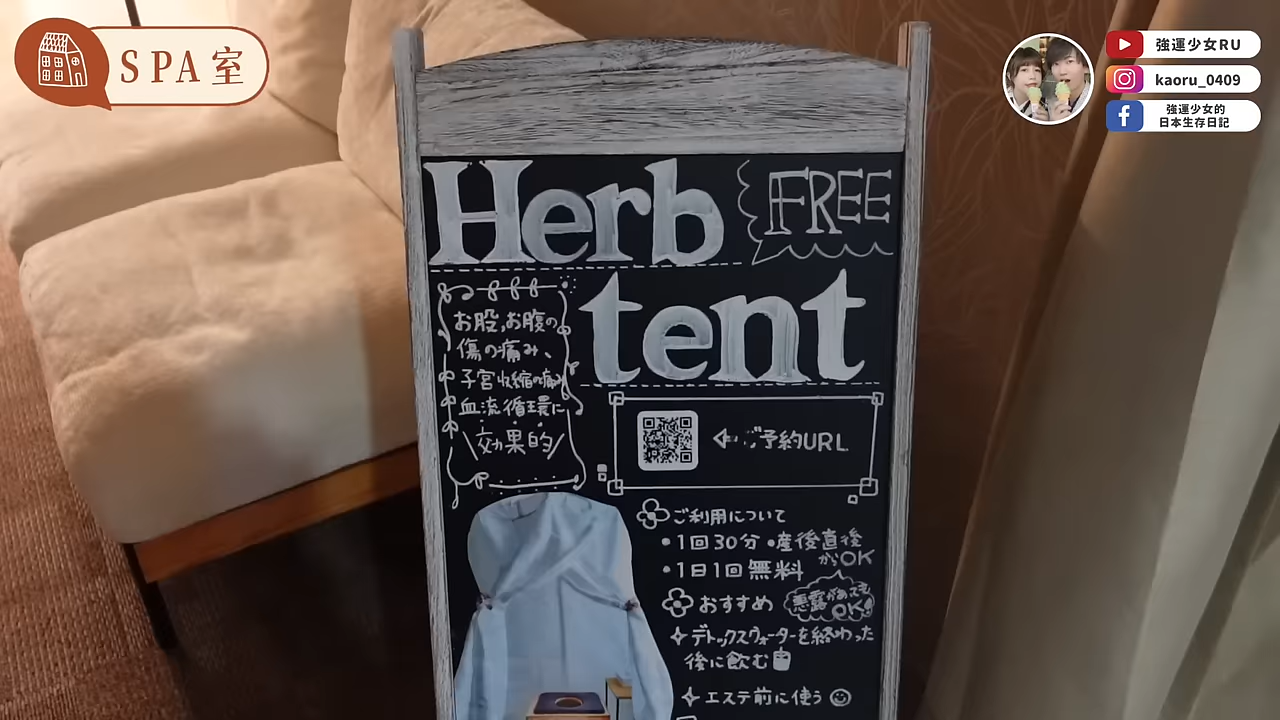 SPA室
強運少女RU
kaoru_0409
強運少女的
日本生存日記
Herb
FREE
tent
お股、お腹の
傷の痛み、
子宮収縮の痛み
血流循環に
効果的
ご予約URL
ご利用について
・1回30分 ・産後直後
からOK
・1日1回無料
おすすめ
悪露があっても
OK!
デトックスウォーターを終わった
後に飲む
エステ前に使う